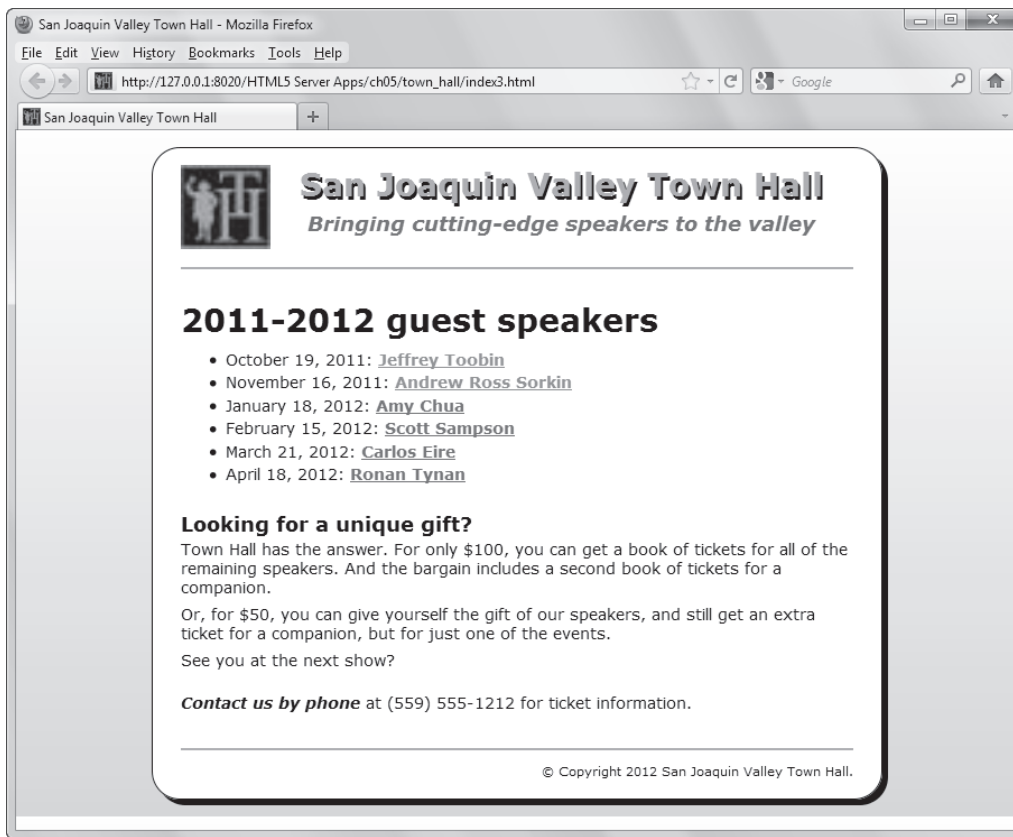 San Joaquin Valley Town Hall - Mozilla Firefox
File Edit View History Bookmarks Tools Help
http://127.0.0.1:8020/HTML5 Server Apps/ch05/town_hall/index3.html Google
San Joaquin Valley Town Hall +
TH
San Joaquin Valley Town Hall
Bringing cutting-edge speakers to the valley
2011-2012 guest speakers
• October 19, 2011: Jeffrey Toobin
• November 16, 2011: Andrew Ross Sorkin
• January 18, 2012: Amy Chua
• February 15, 2012: Scott Sampson
• March 21, 2012: Carlos Eire
• April 18, 2012: Ronan Tynan
Looking for a unique gift?
Town Hall has the answer. For only $100, you can get a book of tickets for all of the
remaining speakers. And the bargain includes a second book of tickets for a
companion.
Or, for $50, you can give yourself the gift of our speakers, and still get an extra
ticket for a companion, but for just one of the events.
See you at the next show?
Contact us by phone at (559) 555-1212 for ticket information.
© Copyright 2012 San Joaquin Valley Town Hall.